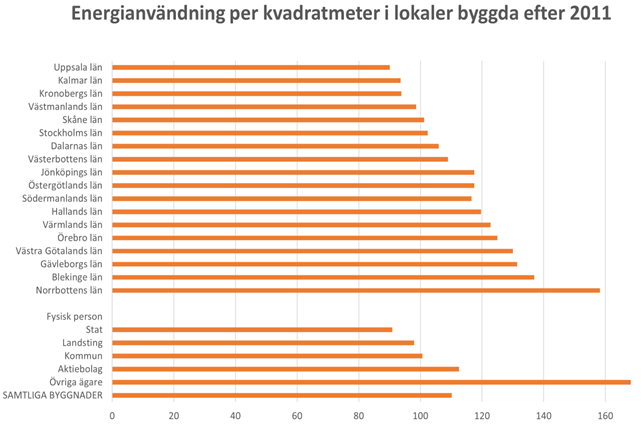 Energianvändning per kvadratmeter i lokaler byggda efter 2011
Uppsala län
Kalmar län
Kronobergs län
Västmanlands län
Skåne län
Stockholms län
Dalarnas län
Västerbottens län
Jönköpings län
Östergötlands län
Södermanlands län
Hallands län
Värmlands län
Örebro län
Västra Götalands län
Gävleborgs län
Blekinge län
Norrbottens län
Fysisk person
Stat
Landsting
Kommun
Aktiebolag
Övriga ägare
SAMTLIGA BYGGNADER
0 20 40 60 80 100 120 140 160